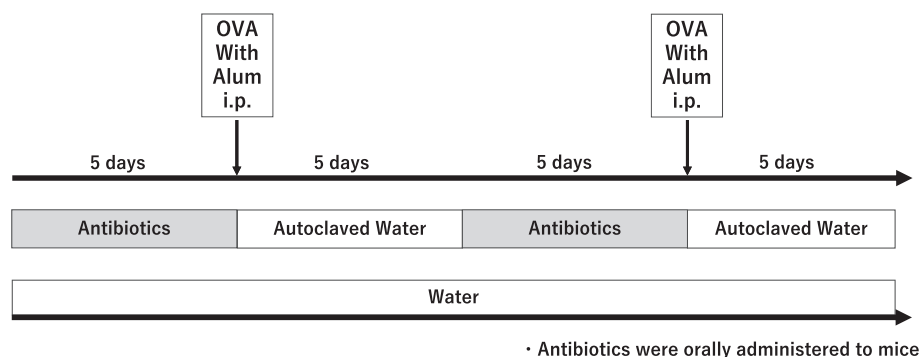 OVA
With
Alum
i.p.
OVA
With
Alum
i.p.
5 days
5 days
5 days
5 days
Antibiotics
Autoclaved Water
Antibiotics
Autoclaved Water
Water
・Antibiotics were orally administered to mice